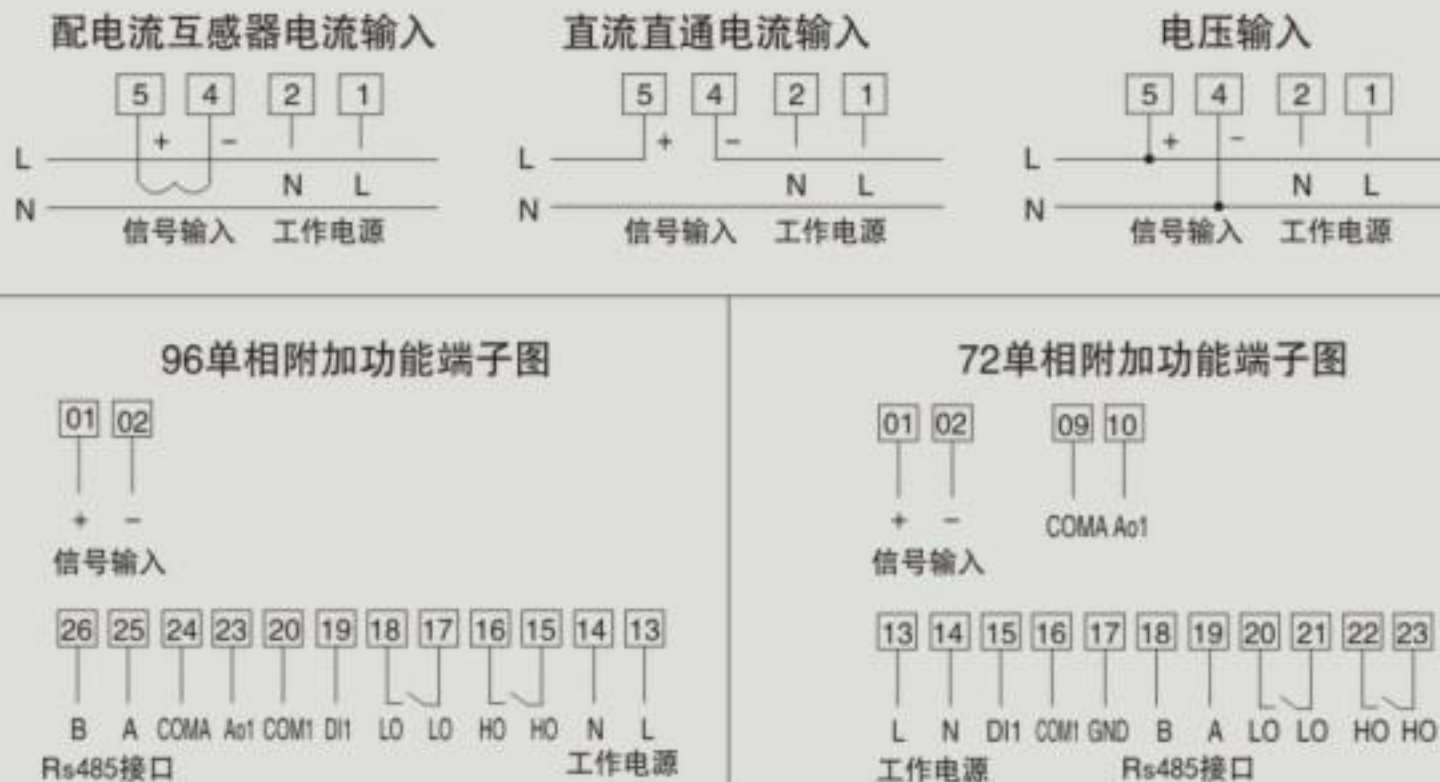 配电流互感器电流输入
5 4 2 1
+ −
L
N L
N
信号输入 工作电源
直流直通电流输入
5 4 2 1
+ −
L
N L
N
信号输入 工作电源
电压输入
5 4 2 1
+ −
L
N L
N
信号输入 工作电源
96单相附加功能端子图
01 02
+ −
信号输入
26 25 24 23 20 19 18 17 16 15 14 13
B A COMA Ao1 COM1 DI1 LO LO HO HO N L
Rs485接口 工作电源
72单相附加功能端子图
01 02 09 10
+ − COMA Ao1
信号输入
13 14 15 16 17 18 19 20 21 22 23
L N DI1 COM1 GND B A LO LO HO HO
工作电源 Rs485接口